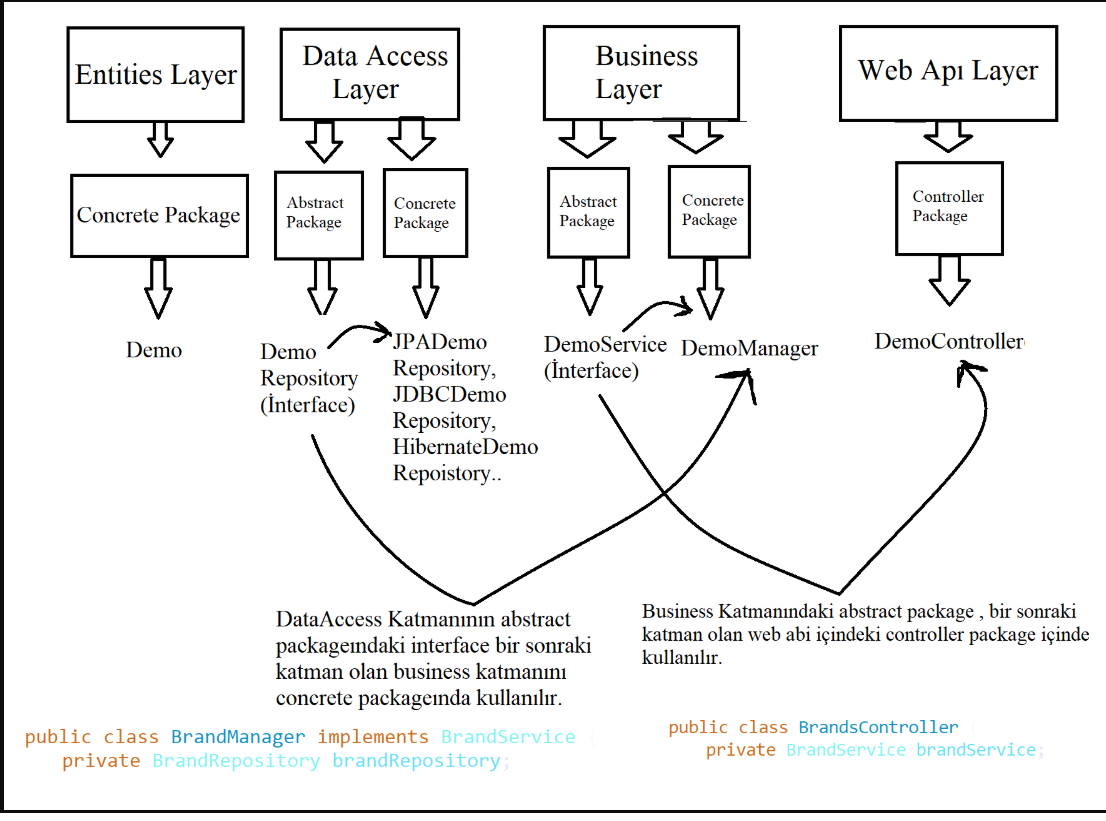 Entities Layer
Data Access
Layer
Business
Layer
Web Apı Layer
Concrete Package
Abstract
Package
Concrete
Package
Abstract
Package
Concrete
Package
Controller
Package
Demo
Demo
Repository
(İnterface)
JPADemo
Repository,
JDBCDemo
Repository,
HibernateDemo
Repoistory..
DemoService
(İnterface)
DemoManager
DemoController
DataAccess Katmanının abstract
packageındaki interface bir sonraki
katman olan business katmanını
concrete packageında kullanılır.
Business Katmanındaki abstract package , bir sonraki
katman olan web abi içindeki controller package içinde
kullanılır.
public class BrandManager implements BrandService {
private BrandRepository brandRepository;
public class BrandsController {
private BrandService brandService;